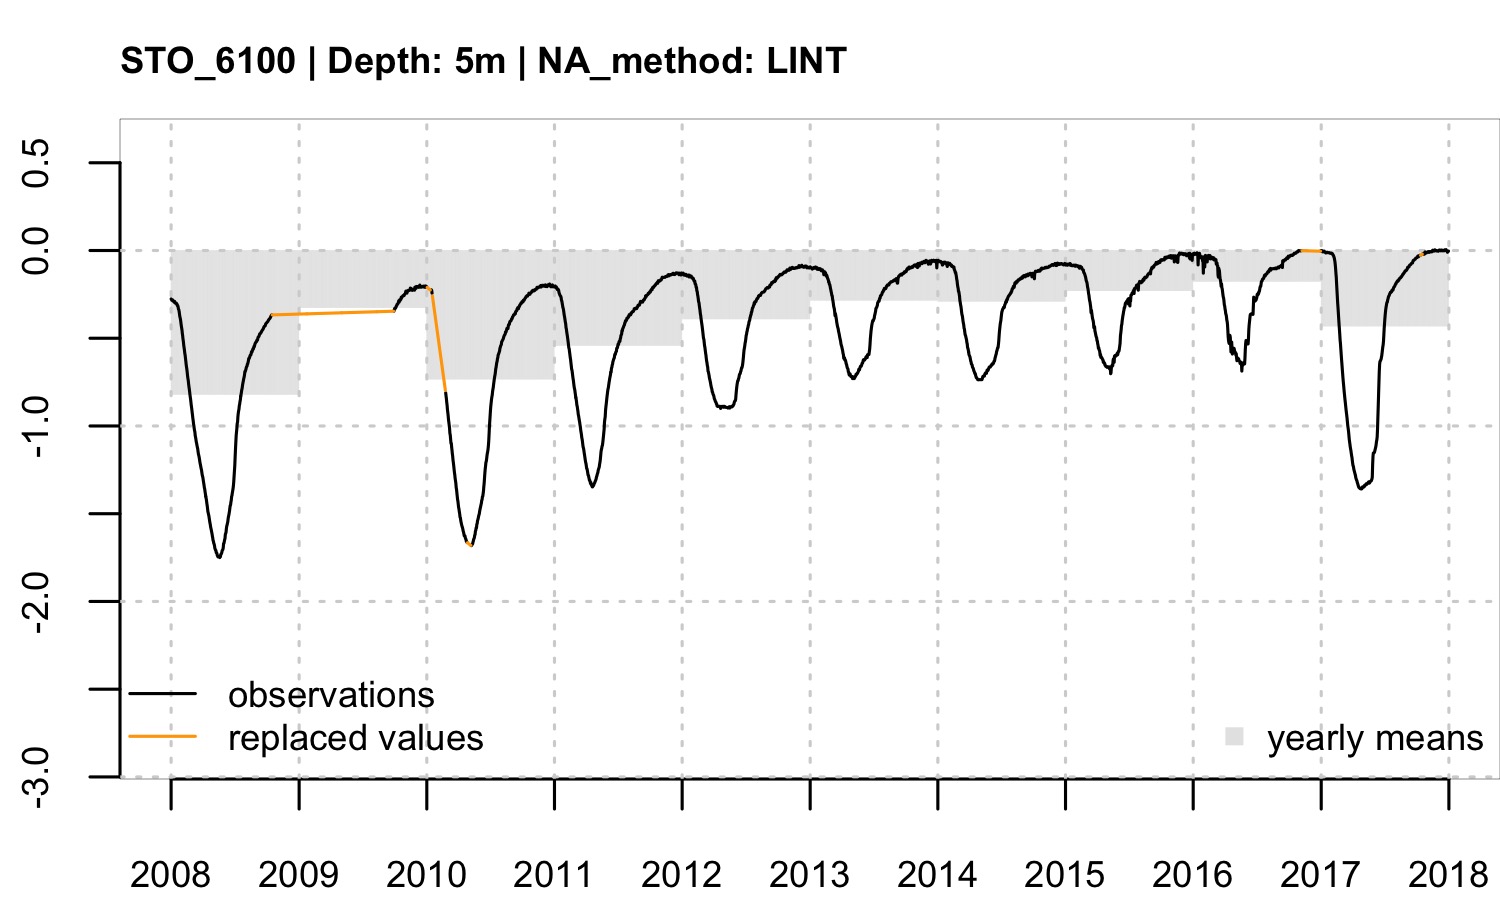 STO_6100 | Depth: 5m | NA_method: LINT
0.5
0.0
-1.0
-2.0
-3.0
observations
replaced values
yearly means
2008 2009 2010 2011 2012 2013 2014 2015 2016 2017 2018